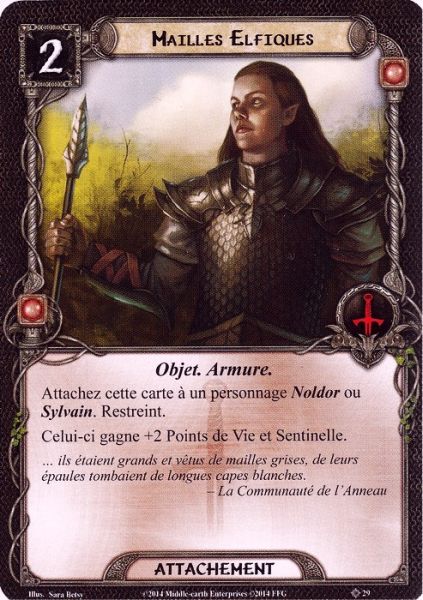 2
Mailles Elfiques
Objet. Armure.
Attachez cette carte à un personnage Noldor ou
Sylvain. Restreint.
Celui-ci gagne +2 Points de Vie et Sentinelle.
... ils étaient grands et vêtus de mailles grises, de leurs
épaules tombaient de longues capes blanches.
– La Communauté de l'Anneau
ATTACHEMENT
Illus. Sara Betsy ©2014 Middle-earth Enterprises ©2014 FFG 29